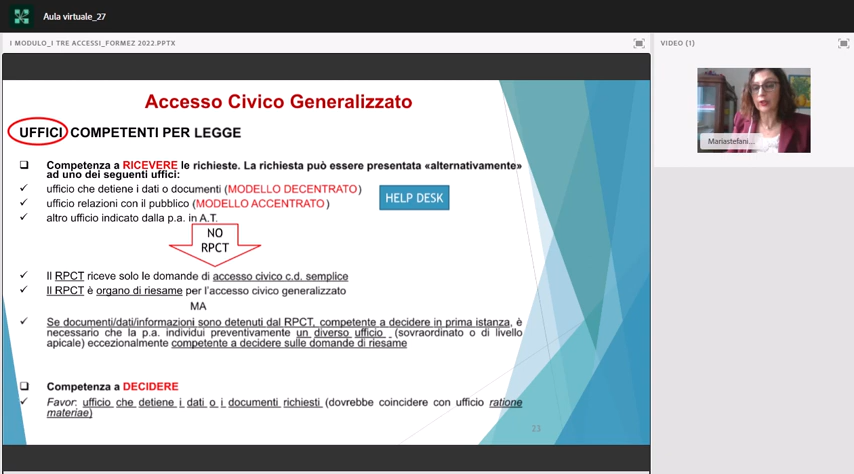 Aula virtuale_27
I MODULO_I TRE ACCESSI_FORMEZ 2022.PPTX
VIDEO (1)
Mariastefani...
Accesso Civico Generalizzato
UFFICI COMPETENTI PER LEGGE
Competenza a RICEVERE le richieste. La richiesta può essere presentata «alternativamente»
ad uno dei seguenti uffici:
ufficio che detiene i dati o documenti (MODELLO DECENTRATO)
ufficio relazioni con il pubblico (MODELLO ACCENTRATO)
altro ufficio indicato dalla p.a. in A.T.
HELP DESK
NO
RPCT
Il RPCT riceve solo le domande di accesso civico c.d. semplice
Il RPCT è organo di riesame per l'accesso civico generalizzato
MA
Se documenti/dati/informazioni sono detenuti dal RPCT, competente a decidere in prima istanza, è
necessario che la p.a. individui preventivamente un diverso ufficio (sovraordinato o di livello
apicale) eccezionalmente competente a decidere sulle domande di riesame
Competenza a DECIDERE
Favor: ufficio che detiene i dati o i documenti richiesti (dovrebbe coincidere con ufficio ratione
materiae)
23